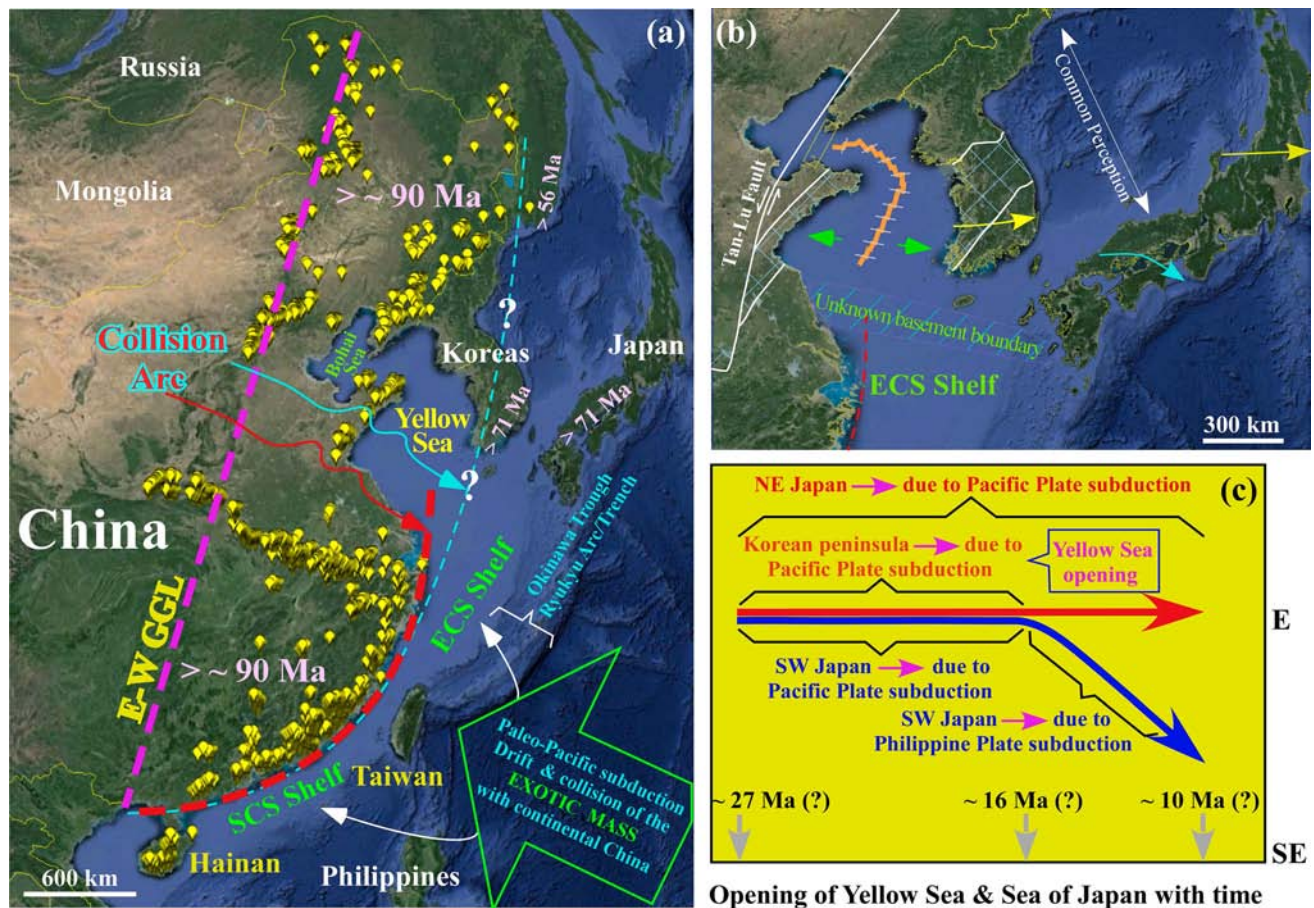 (a)
Russia
Mongolia
> ~ 90 Ma
> 56 Ma
Collision
Arc
Bohai
Sea
Koreas
Japan
Yellow
Sea
> 71 Ma
> 71 Ma
?
?
China
E-W GGL
> ~ 90 Ma
ECS Shelf
Okinawa Trough
Ryukyu Arc/Trench
SCS Shelf
Taiwan
Hainan
Philippines
Paleo-Pacific subduction
Drift & collision of the
EXOTIC MASS
with continental China
600 km
(b)
Common Perception
Tan-Lu Fault
Unknown basement boundary
ECS Shelf
300 km
(c)
NE Japan → due to Pacific Plate subduction
Korean peninsula → due to
Pacific Plate subduction
Yellow Sea
opening
E
SW Japan → due to
Pacific Plate subduction
SW Japan → due to
Philippine Plate subduction
~ 27 Ma (?)
~ 16 Ma (?)
~ 10 Ma (?)
SE
Opening of Yellow Sea & Sea of Japan with time